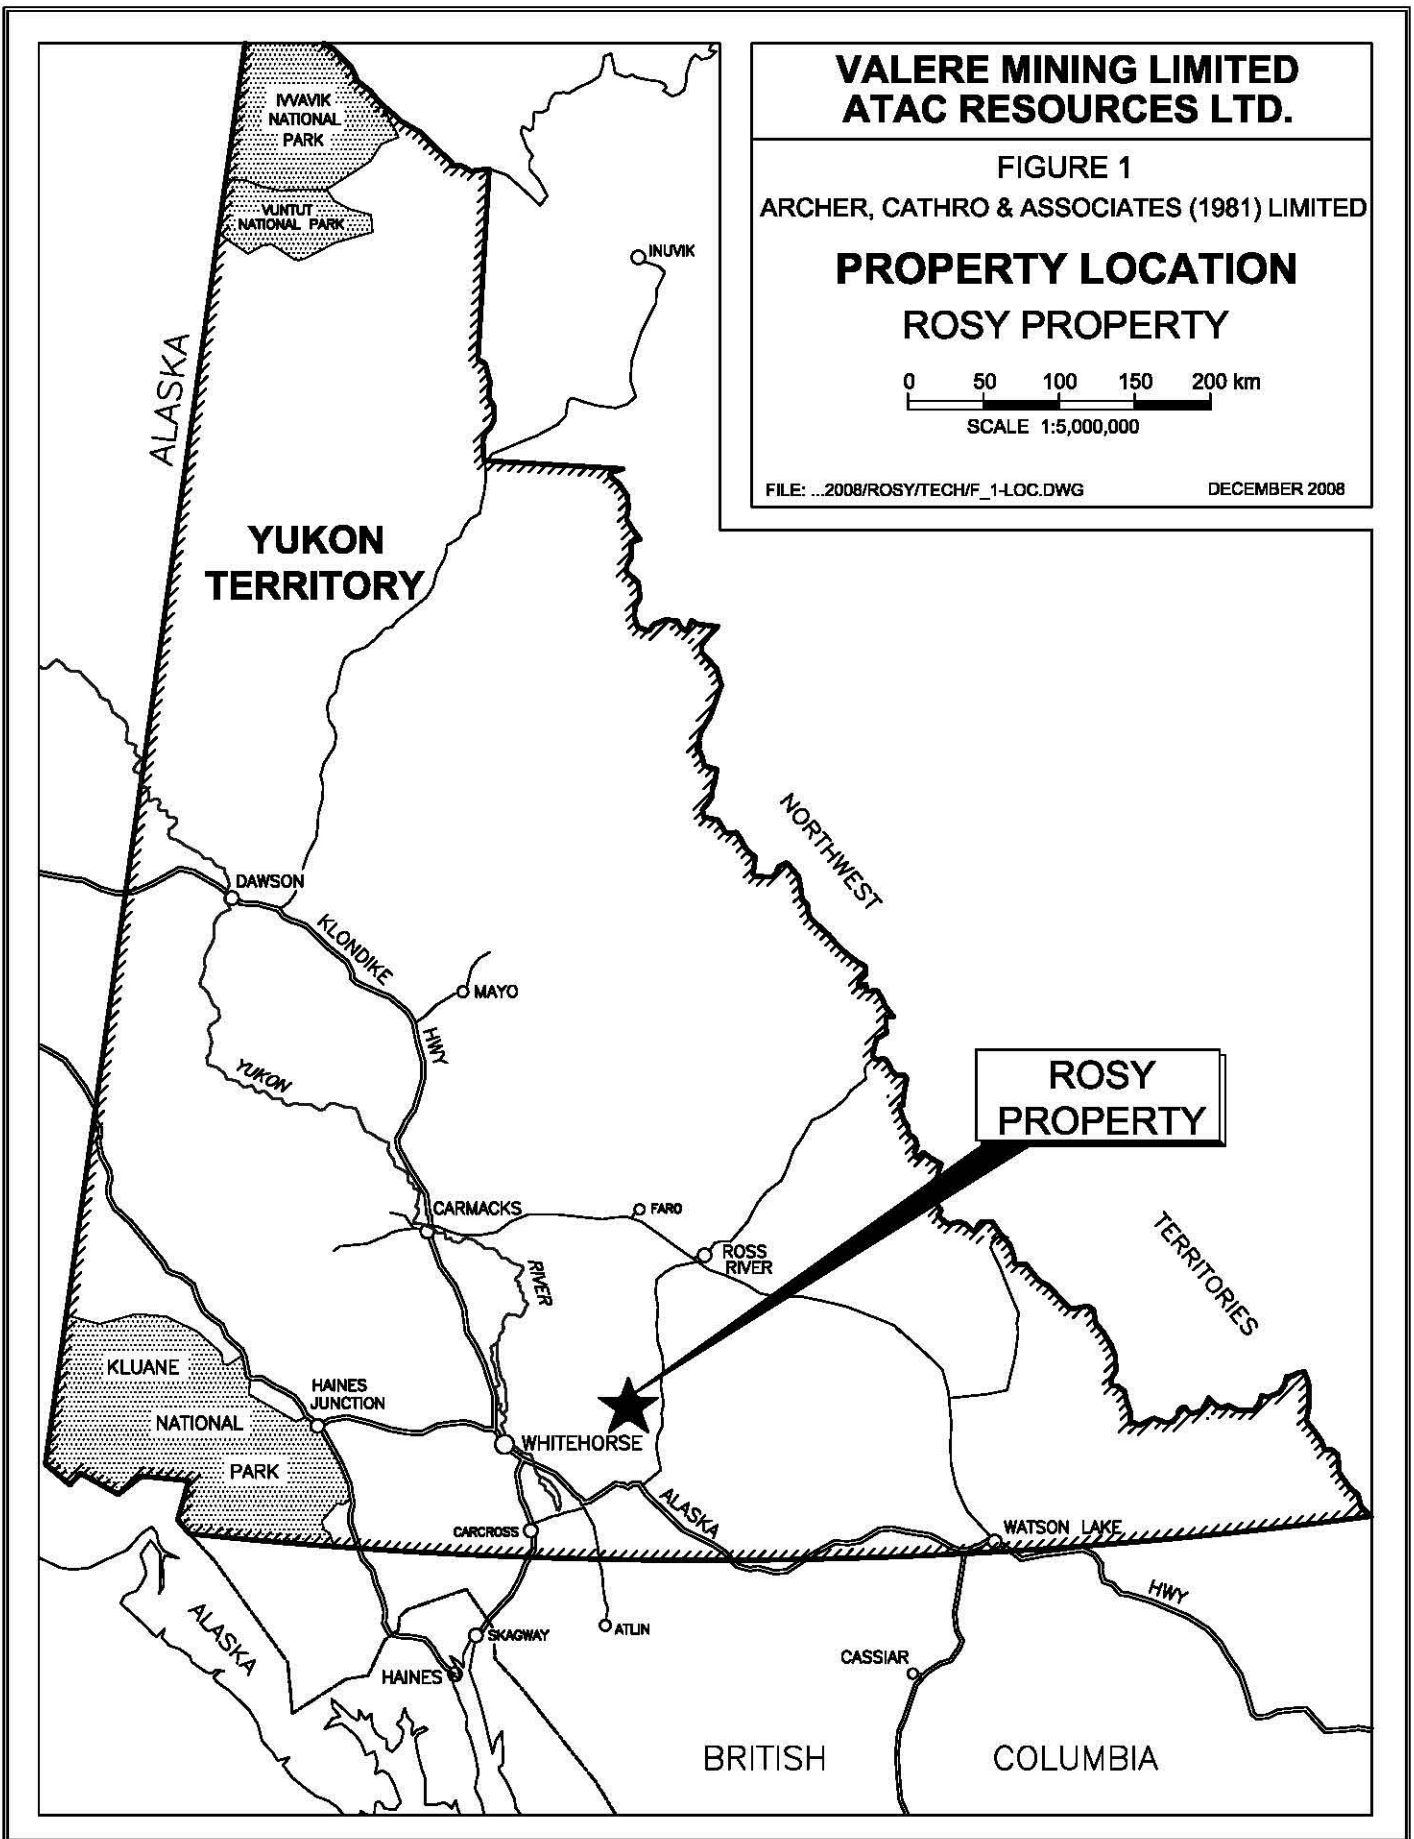 VALERE MINING LIMITED
ATAC RESOURCES LTD.
FIGURE 1
ARCHER, CATHRO & ASSOCIATES (1981) LIMITED
PROPERTY LOCATION
ROSY PROPERTY
0 50 100 150 200 km
SCALE 1:5,000,000
FILE: ...2008/ROSY/TECH/F_1-LOC.DWG DECEMBER 2008
IVVAVIK
NATIONAL
PARK
VUNTUT
NATIONAL PARK
INUVIK
ALASKA
YUKON
TERRITORY
NORTHWEST
DAWSON
KLONDIKE
HWY
MAYO
YUKON
ROSY
PROPERTY
CARMACKS
FARO
ROSS
RIVER
RIVER
TERRITORIES
KLUANE
NATIONAL
PARK
HAINES
JUNCTION
WHITEHORSE
ALASKA
CARCROSS
WATSON LAKE
HWY
ALASKA
SKAGWAY
ATLIN
HAINES
CASSIAR
BRITISH COLUMBIA